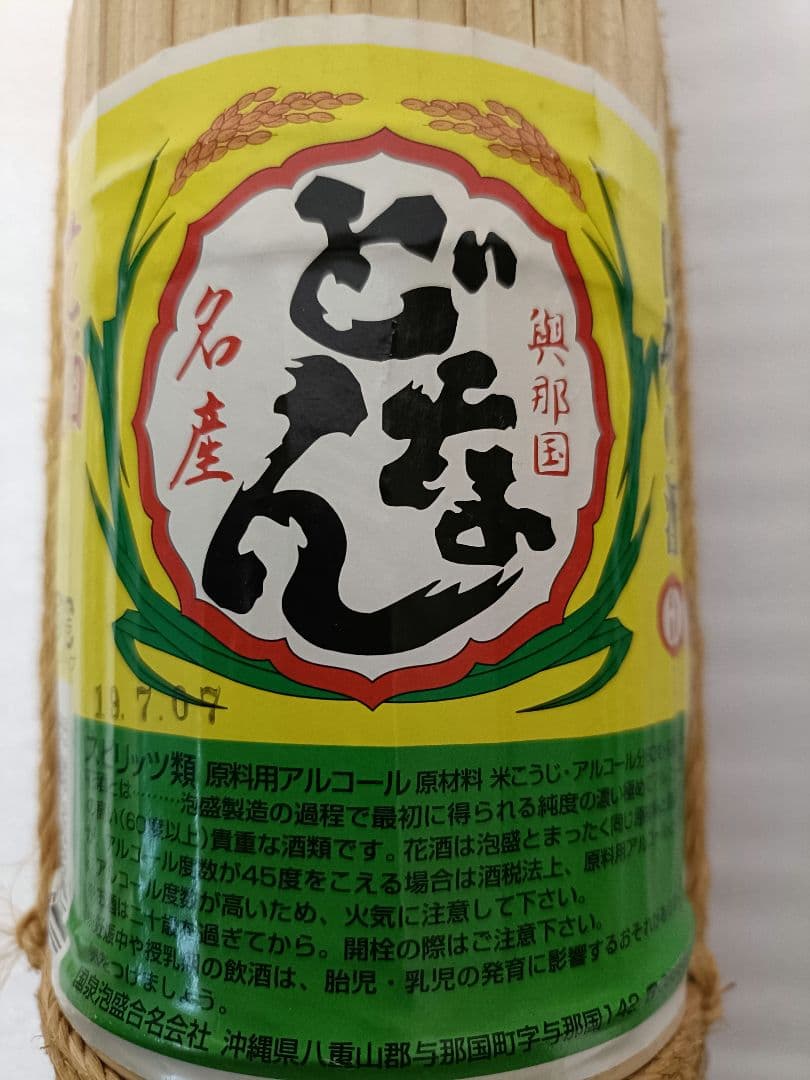 與那国
どなん
名産
19.7.07
スピリッツ類 原料用アルコール 原材料 米こうじ・アルコール分
とは………泡盛製造の過程で最初に得られる純度の濃い
(60度以上)貴重な酒類です。花酒は泡盛とまったく同じ
アルコール度数が45度をこえる場合は酒税法上、原料用アルコール
アルコール度数が高いため、火気に注意して下さい。
お酒は二十歳を過ぎてから。開栓の際はご注意下さい。
妊娠中や授乳期の飲酒は、胎児・乳児の発育に影響するおそれ
気をつけましょう。
国泉泡盛合名会社 沖縄県八重山郡与那国町字与那国142